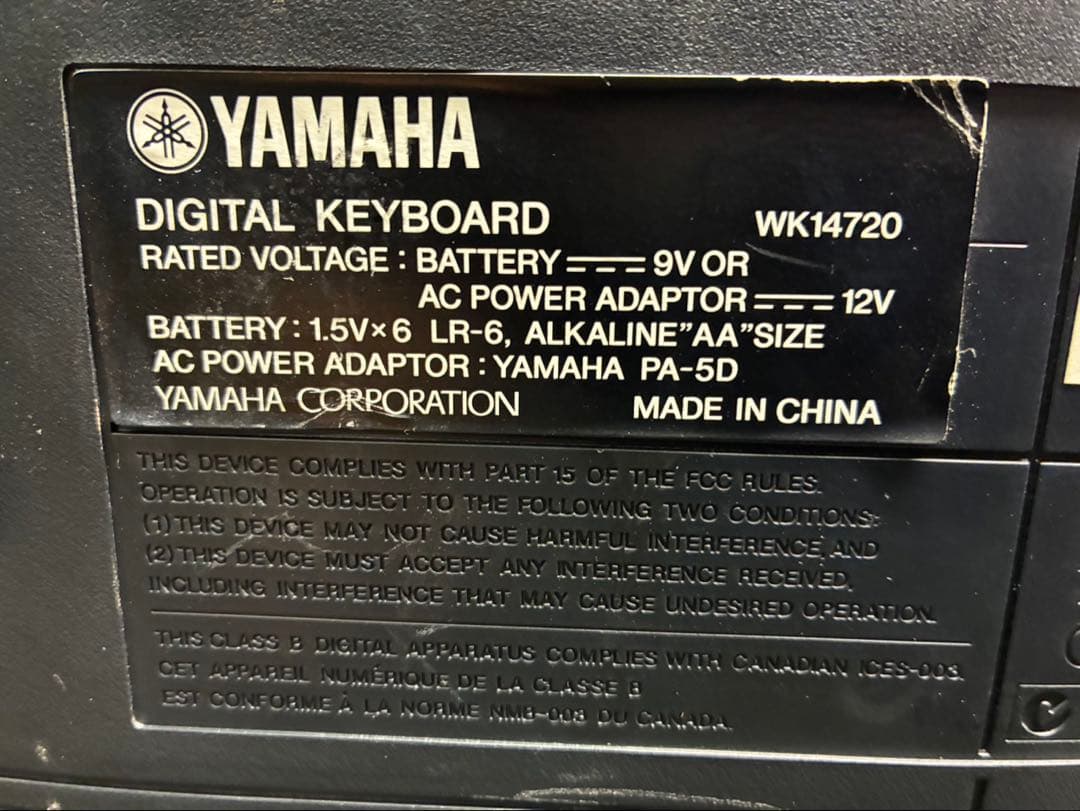 YAMAHA
DIGITAL KEYBOARD WK14720
RATED VOLTAGE : BATTERY 9V OR
AC POWER ADAPTOR 12V
BATTERY : 1.5V×6 LR-6, ALKALINE”AA”SIZE
AC POWER ADAPTOR : YAMAHA PA-5D
YAMAHA CORPORATION MADE IN CHINA
THIS DEVICE COMPLIES WITH PART 15 OF THE FCC RULES.
OPERATION IS SUBJECT TO THE FOLLOWING TWO CONDITIONS:
(1) THIS DEVICE MAY NOT CAUSE HARMFUL INTERFERENCE, AND
(2) THIS DEVICE MUST ACCEPT ANY INTERFERENCE RECEIVED,
INCLUDING INTERFERENCE THAT MAY CAUSE UNDESIRED OPERATION.
THIS CLASS B DIGITAL APPARATUS COMPLIES WITH CANADIAN ICES-003.
CET APPAREIL NUMÉRIQUE DE LA CLASSE B
EST CONFORME À LA NORME NMB-003 DU CANADA.